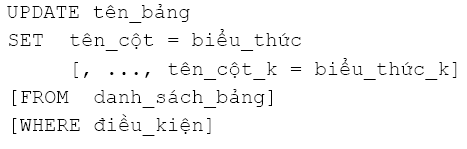 UPDATE tên_bảng
SET tên_cột = biểu_thức
[, ..., tên_cột_k = biểu_thức_k]
[FROM danh_sách_bảng]
[WHERE điều_kiện]